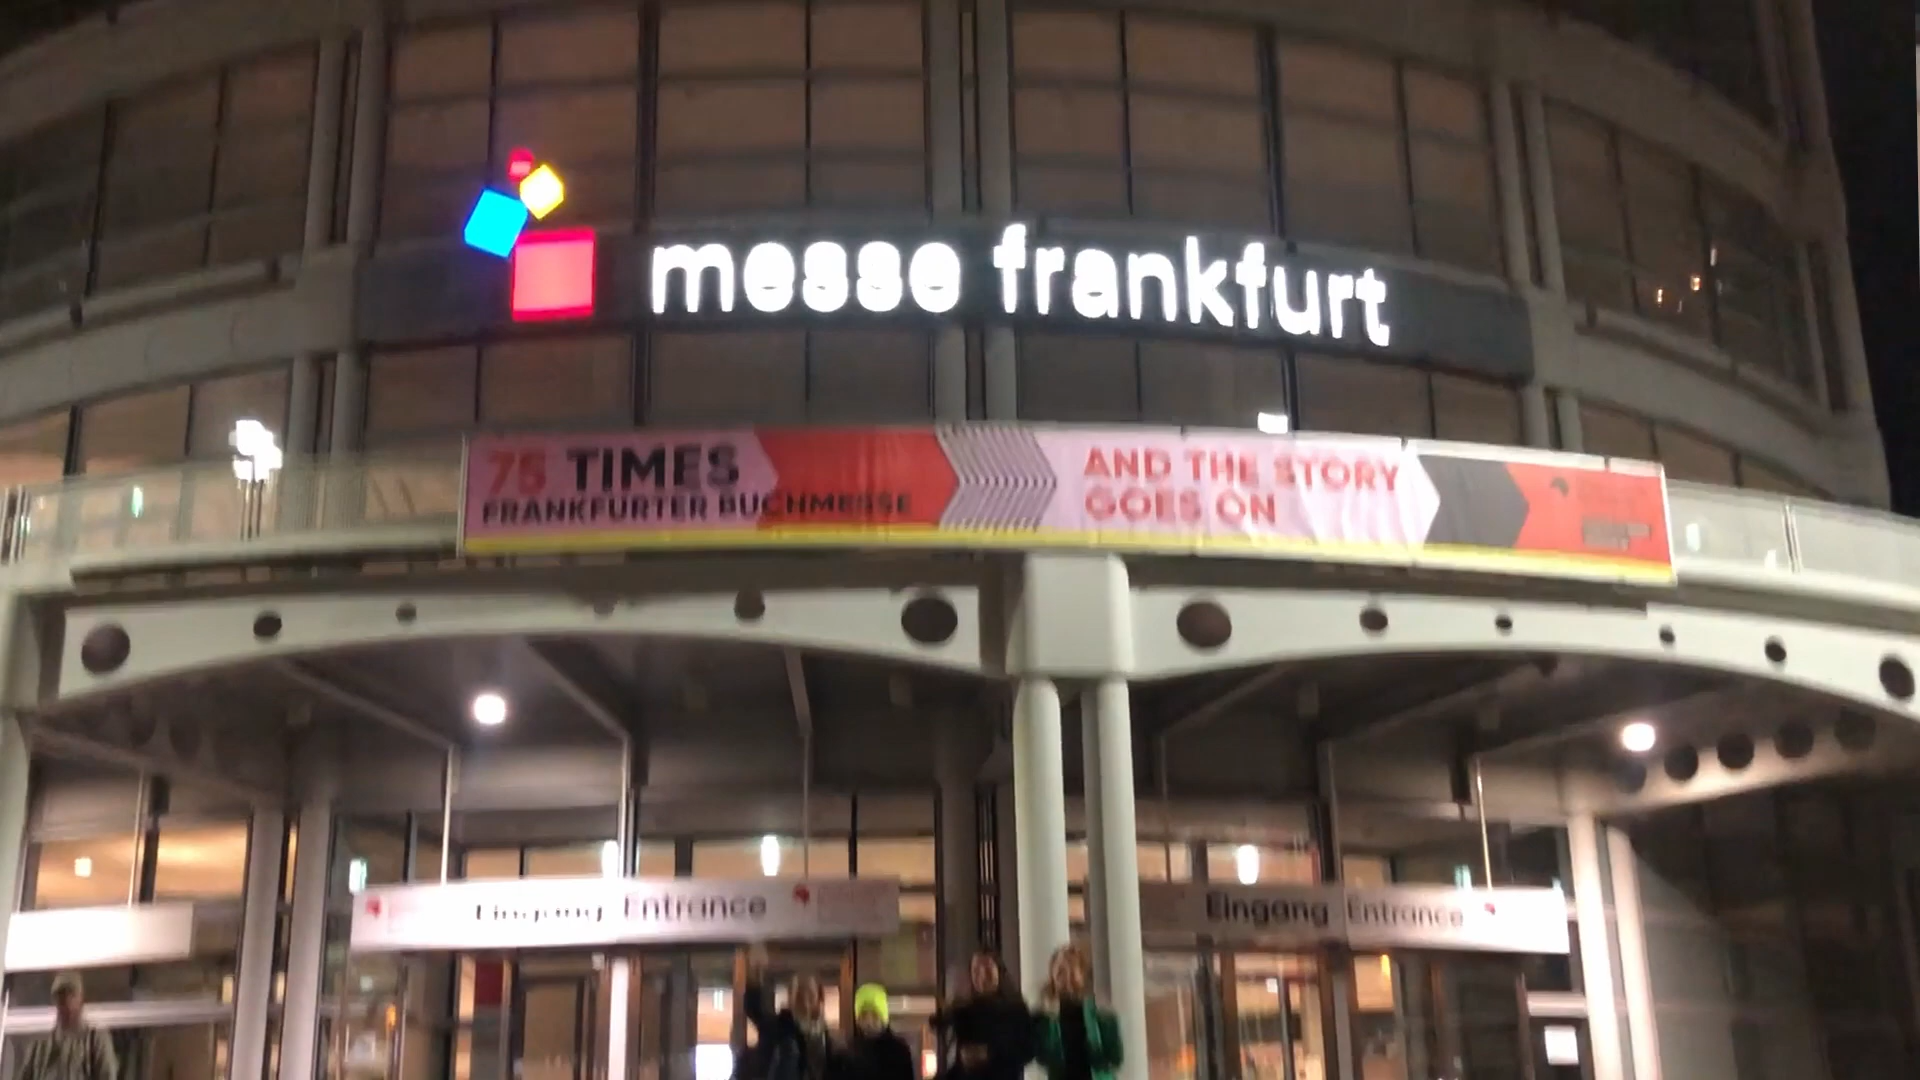 messe frankfurt
75 TIMES
FRANKFURTER BUCHMESSE
AND THE STORY
GOES ON
Eingang Entrance
Eingang Entrance